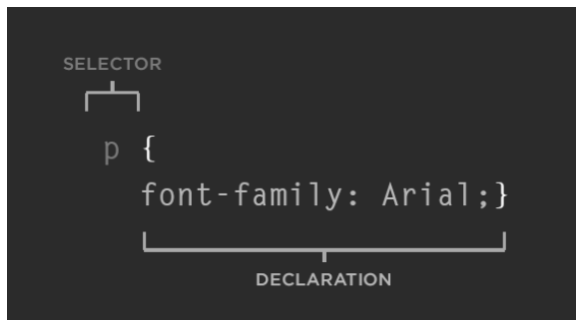 SELECTOR
p {
font-family: Arial;}
DECLARATION